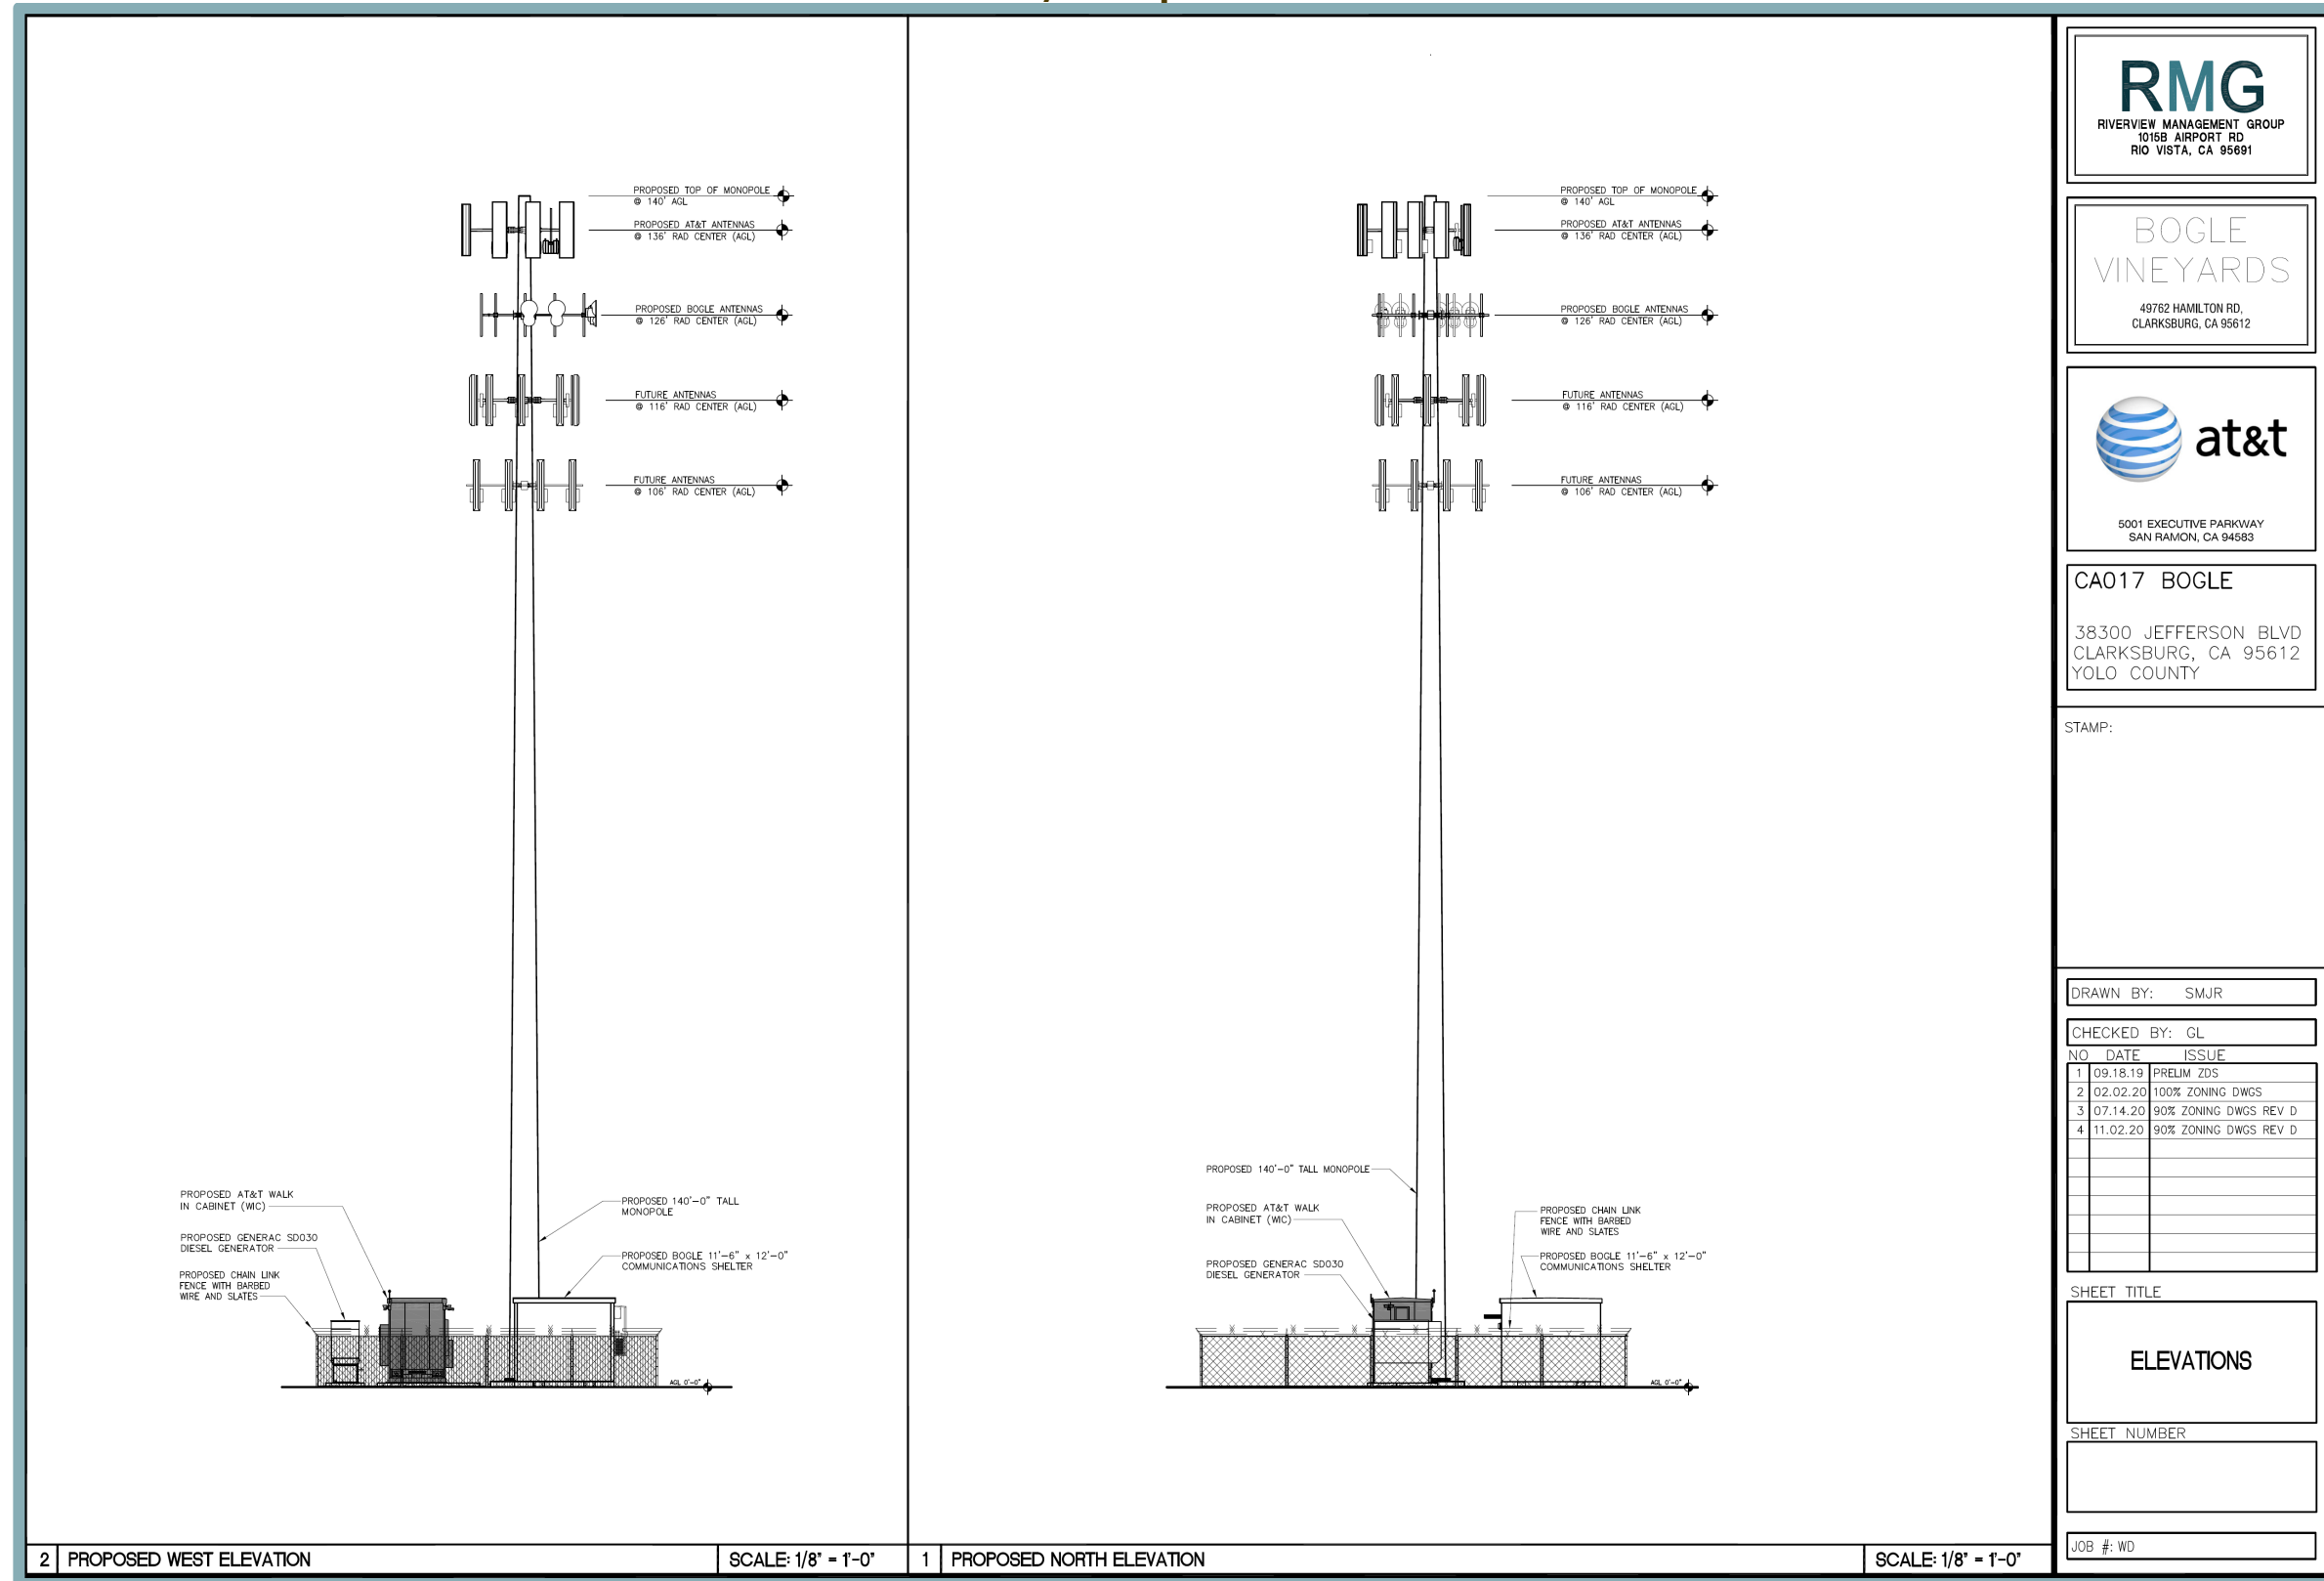 PROPOSED TOP OF MONOPOLE
@ 140' AGL
PROPOSED AT&T ANTENNAS
@ 136' RAD CENTER (AGL)
PROPOSED BOGLE ANTENNAS
@ 126' RAD CENTER (AGL)
FUTURE ANTENNAS
@ 116' RAD CENTER (AGL)
FUTURE ANTENNAS
@ 106' RAD CENTER (AGL)
PROPOSED AT&T WALK
IN CABINET (WIC)
PROPOSED GENERAC SD030
DIESEL GENERATOR
PROPOSED CHAIN LINK
FENCE WITH BARBED
WIRE AND SLATES
PROPOSED 140'-0" TALL
MONOPOLE
PROPOSED BOGLE 11'-6" x 12'-0"
COMMUNICATIONS SHELTER
AGL 0'-0"
2 PROPOSED WEST ELEVATION
SCALE: 1/8" = 1'-0"
PROPOSED TOP OF MONOPOLE
@ 140' AGL
PROPOSED AT&T ANTENNAS
@ 136' RAD CENTER (AGL)
PROPOSED BOGLE ANTENNAS
@ 126' RAD CENTER (AGL)
FUTURE ANTENNAS
@ 116' RAD CENTER (AGL)
FUTURE ANTENNAS
@ 106' RAD CENTER (AGL)
PROPOSED 140'-0" TALL MONOPOLE
PROPOSED AT&T WALK
IN CABINET (WIC)
PROPOSED GENERAC SD030
DIESEL GENERATOR
PROPOSED CHAIN LINK
FENCE WITH BARBED
WIRE AND SLATES
PROPOSED BOGLE 11'-6" x 12'-0"
COMMUNICATIONS SHELTER
AGL 0'-0"
1 PROPOSED NORTH ELEVATION
SCALE: 1/8" = 1'-0"
RMG
RIVERVIEW MANAGEMENT GROUP
1015B AIRPORT RD
RIO VISTA, CA 95691
BOGLE
VINEYARDS
49762 HAMILTON RD,
CLARKSBURG, CA 95612
at&t
5001 EXECUTIVE PARKWAY
SAN RAMON, CA 94583
CA017 BOGLE
38300 JEFFERSON BLVD
CLARKSBURG, CA 95612
YOLO COUNTY
STAMP:
DRAWN BY: SMJR
CHECKED BY: GL
NO DATE ISSUE
1 09.18.19 PRELIM ZDS
2 02.02.20 100% ZONING DWGS
3 07.14.20 90% ZONING DWGS REV D
4 11.02.20 90% ZONING DWGS REV D
SHEET TITLE
ELEVATIONS
SHEET NUMBER
JOB #: WD